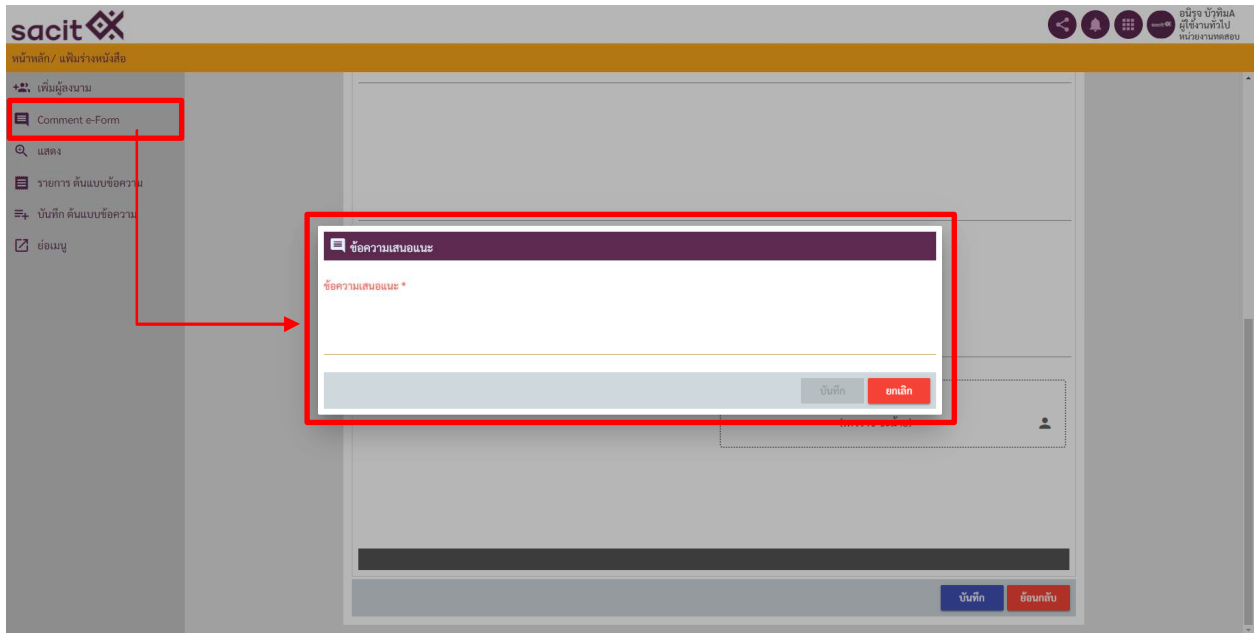 sacit
อนิรุจ บัวทิมA
ผู้ใช้งานทั่วไป
หน่วยงานทดสอบ
หน้าหลัก/ แฟ้มร่างหนังสือ
เพิ่มผู้ลงนาม
Comment e-Form
แสดง
รายการ ต้นแบบข้อความ
บันทึก ต้นแบบข้อความ
ย่อเมนู
ข้อความเสนอแนะ
ข้อความเสนอแนะ *
บันทึก
ยกเลิก
บันทึก
ย้อนกลับ